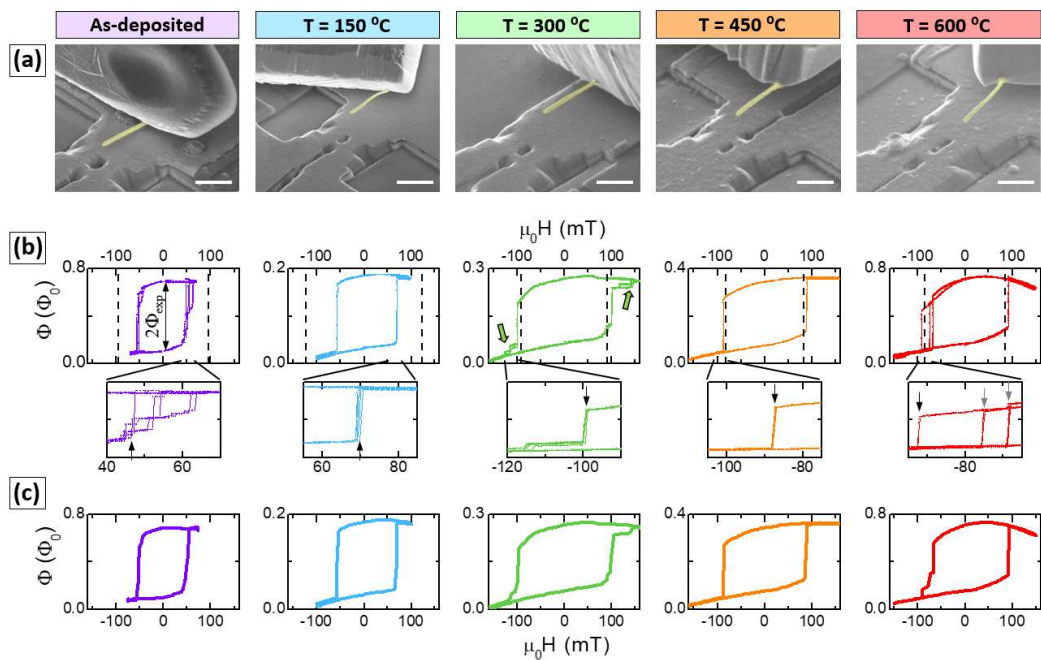 As-deposited T = 150 ⁰C T = 300 ⁰C T = 450 ⁰C T = 600 ⁰C
(a)
(b)
μ₀H (mT)
-100 0 100 -100 0 100 -100 0 100 -100 0 100 -100 0 100
Φ (Φ₀)
0.8 0.2 0.3 0.4 0.8
2Φexp
0.0 0.0 0.0 0.0 0.0
40 60 60 80 -120 -100 -100 -80 -80
(c)
Φ (Φ₀)
0.8 0.2 0.3 0.4 0.8
0.0 0.0 0.0 0.0 0.0
-100 0 100 -100 0 100 -100 0 100 -100 0 100 -100 0 100
μ₀H (mT)